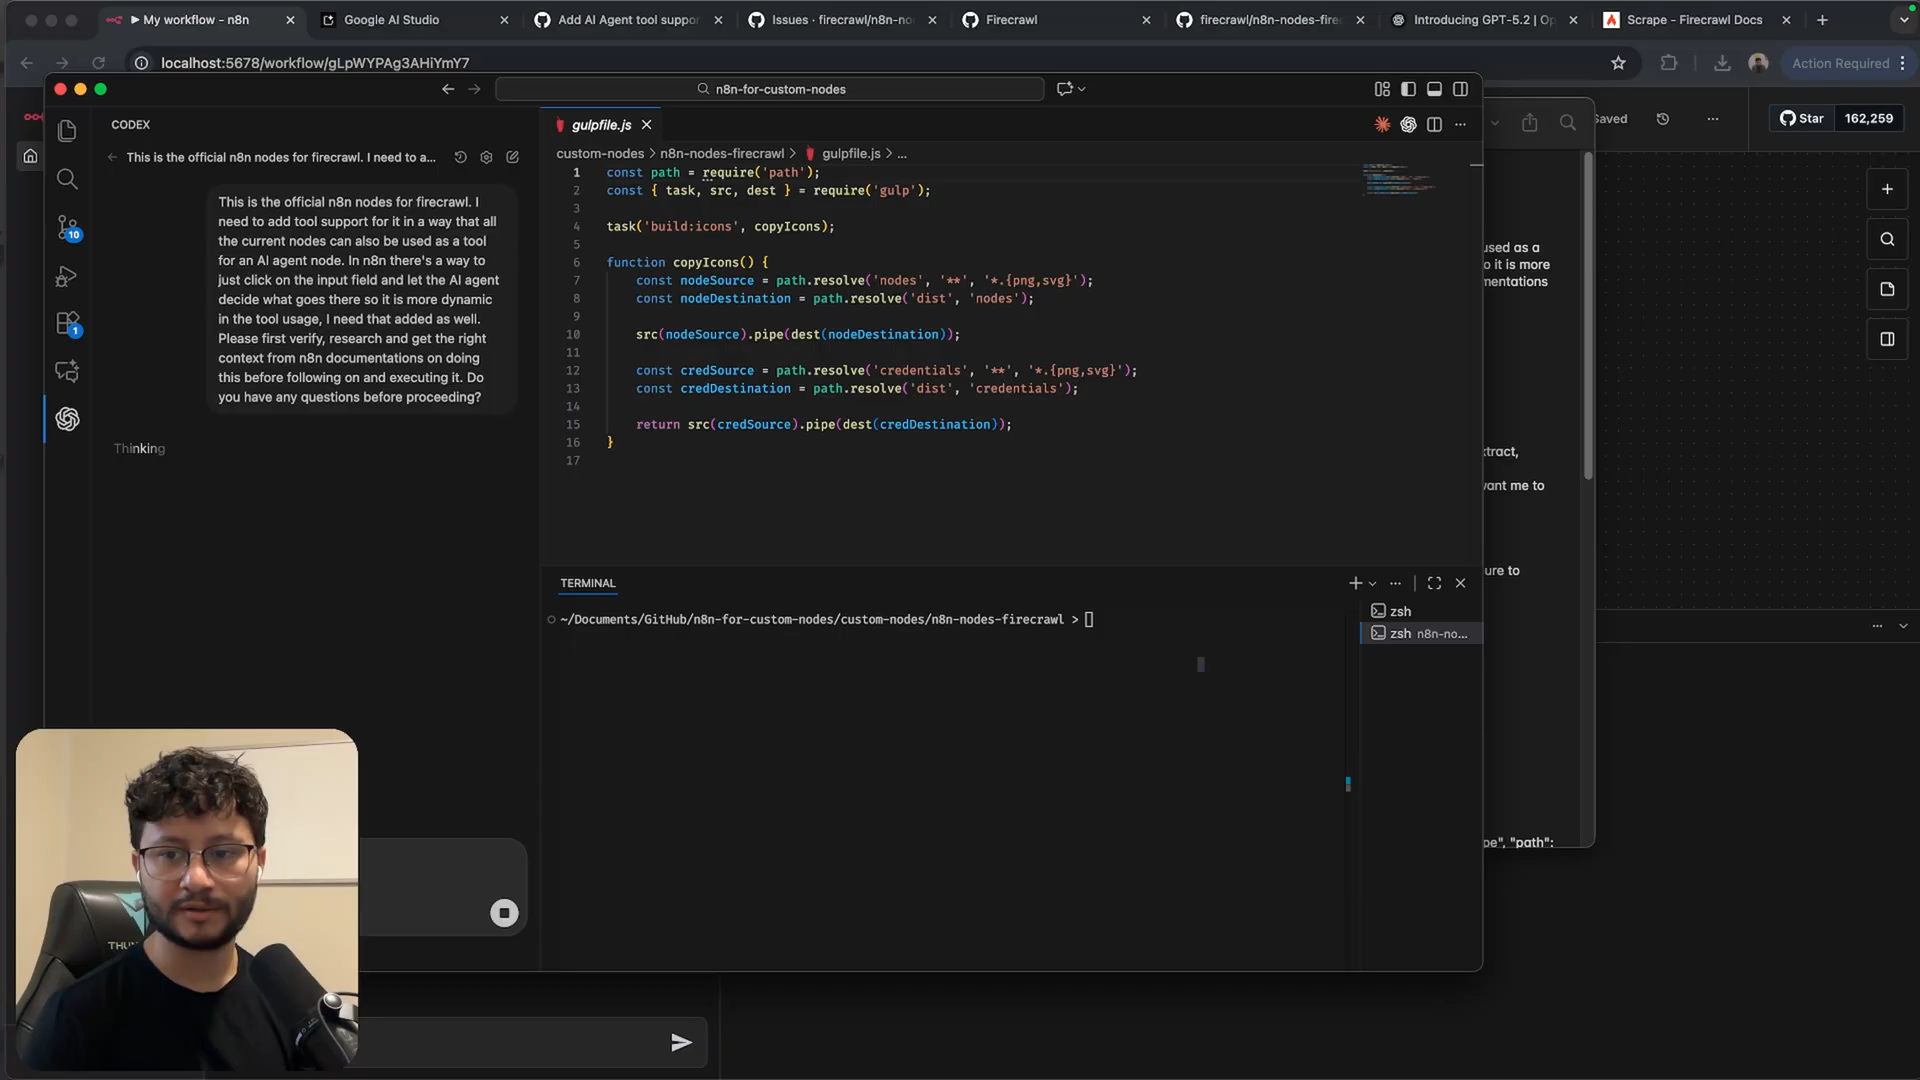 ▶ My workflow - n8n
Google AI Studio
Add AI Agent tool suppor
Issues · firecrawl/n8n-no
Firecrawl
firecrawl/n8n-nodes-fire
Introducing GPT-5.2 | Op
Scrape - Firecrawl Docs
localhost:5678/workflow/gLpWYPAg3AHiYmY7
Action Required
n8n-for-custom-nodes
Saved
Star 162,259
CODEX
This is the official n8n nodes for firecrawl. I need to a...
This is the official n8n nodes for firecrawl. I
need to add tool support for it in a way that all
the current nodes can also be used as a tool
for an AI agent node. In n8n there's a way to
just click on the input field and let the AI agent
decide what goes there so it is more dynamic
in the tool usage, I need that added as well.
Please first verify, research and get the right
context from n8n documentations on doing
this before following on and executing it. Do
you have any questions before proceeding?
Thinking
10
1
gulpfile.js
custom-nodes > n8n-nodes-firecrawl > gulpfile.js > ...
1 const path = require('path');
2 const { task, src, dest } = require('gulp');
3
4 task('build:icons', copyIcons);
5
6 function copyIcons() {
7 const nodeSource = path.resolve('nodes', '**', '*.{png,svg}');
8 const nodeDestination = path.resolve('dist', 'nodes');
9
10 src(nodeSource).pipe(dest(nodeDestination));
11
12 const credSource = path.resolve('credentials', '**', '*.{png,svg}');
13 const credDestination = path.resolve('dist', 'credentials');
14
15 return src(credSource).pipe(dest(credDestination));
16 }
17
TERMINAL
~/Documents/GitHub/n8n-for-custom-nodes/custom-nodes/n8n-nodes-firecrawl >
zsh
zsh n8n-no...
used as a
o it is more
mentations
xtract,
vant me to
ure to
pe", "path":
THUN